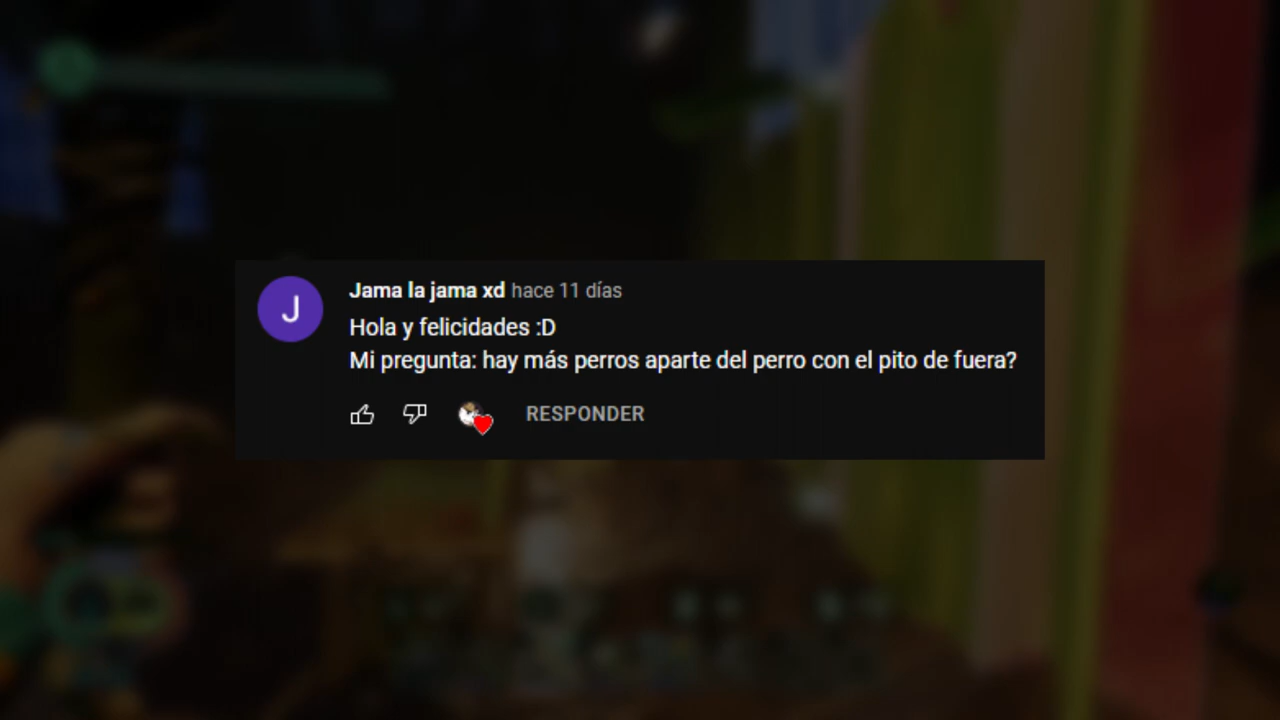 J
Jama la jama xd hace 11 días
Hola y felicidades :D
Mi pregunta: hay más perros aparte del perro con el pito de fuera?
RESPONDER